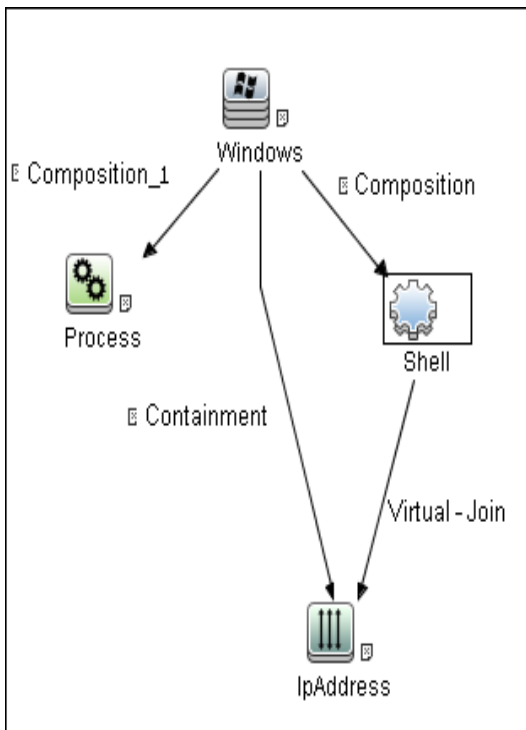 Windows
Composition_1
Composition
Process
Shell
Containment
Virtual - Join
IpAddress